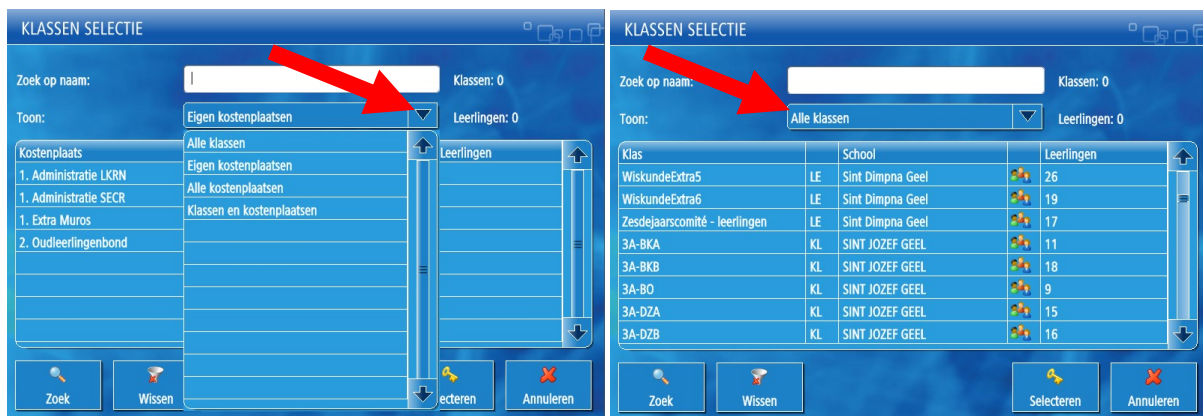 KLASSEN SELECTIE
Zoek op naam: Klassen: 0
Toon: Eigen kostenplaatsen Leerlingen: 0
Alle klassen
Eigen kostenplaatsen
Alle kostenplaatsen
Klassen en kostenplaatsen
Kostenplaats Leerlingen
1. Administratie LKRN
1. Administratie SECR
1. Extra Muros
2. Oudleerlingenbond
Zoek Wissen ecteren Annuleren
KLASSEN SELECTIE
Zoek op naam: Klassen: 0
Toon: Alle klassen Leerlingen: 0
Klas School Leerlingen
WiskundeExtra5 LE Sint Dimpna Geel 26
WiskundeExtra6 LE Sint Dimpna Geel 19
Zesdejaarscomité - leerlingen LE Sint Dimpna Geel 17
3A-BKA KL SINT JOZEF GEEL 11
3A-BKB KL SINT JOZEF GEEL 18
3A-BO KL SINT JOZEF GEEL 9
3A-DZA KL SINT JOZEF GEEL 15
3A-DZB KL SINT JOZEF GEEL 16
Zoek Wissen Selecteren Annuleren